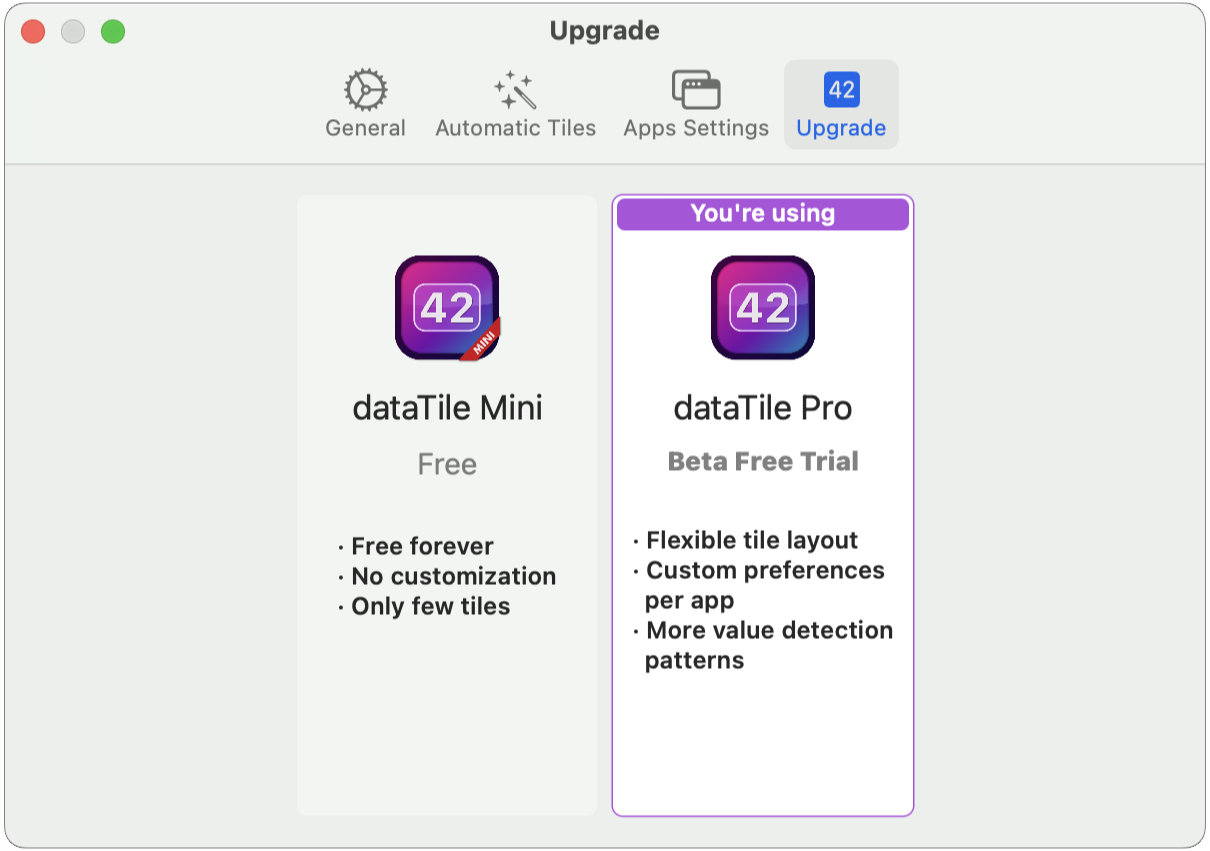 Upgrade
General
Automatic Tiles
Apps Settings
42
Upgrade
42
MINI
dataTile Mini
Free
· Free forever
· No customization
· Only few tiles
You're using
42
dataTile Pro
Beta Free Trial
· Flexible tile layout
· Custom preferences
per app
· More value detection
patterns